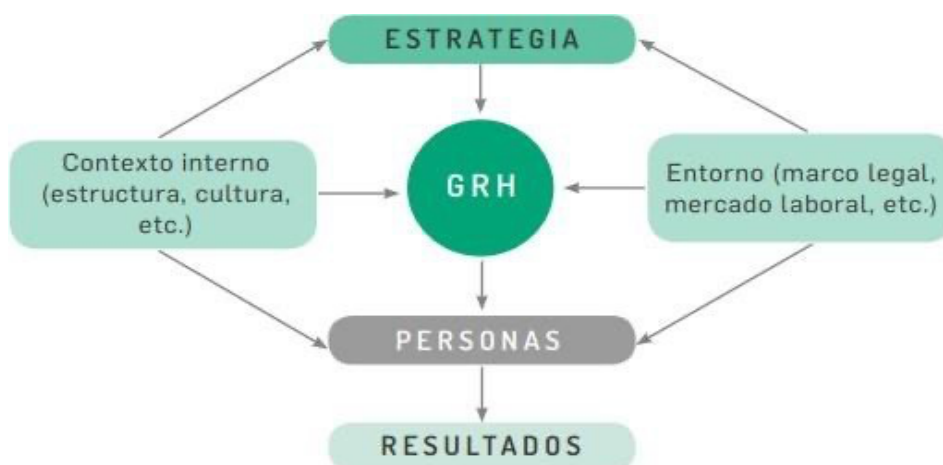 ESTRATEGIA
Contexto interno
(estructura, cultura,
etc.)
GRH
Entorno (marco legal,
mercado laboral, etc.)
PERSONAS
RESULTADOS